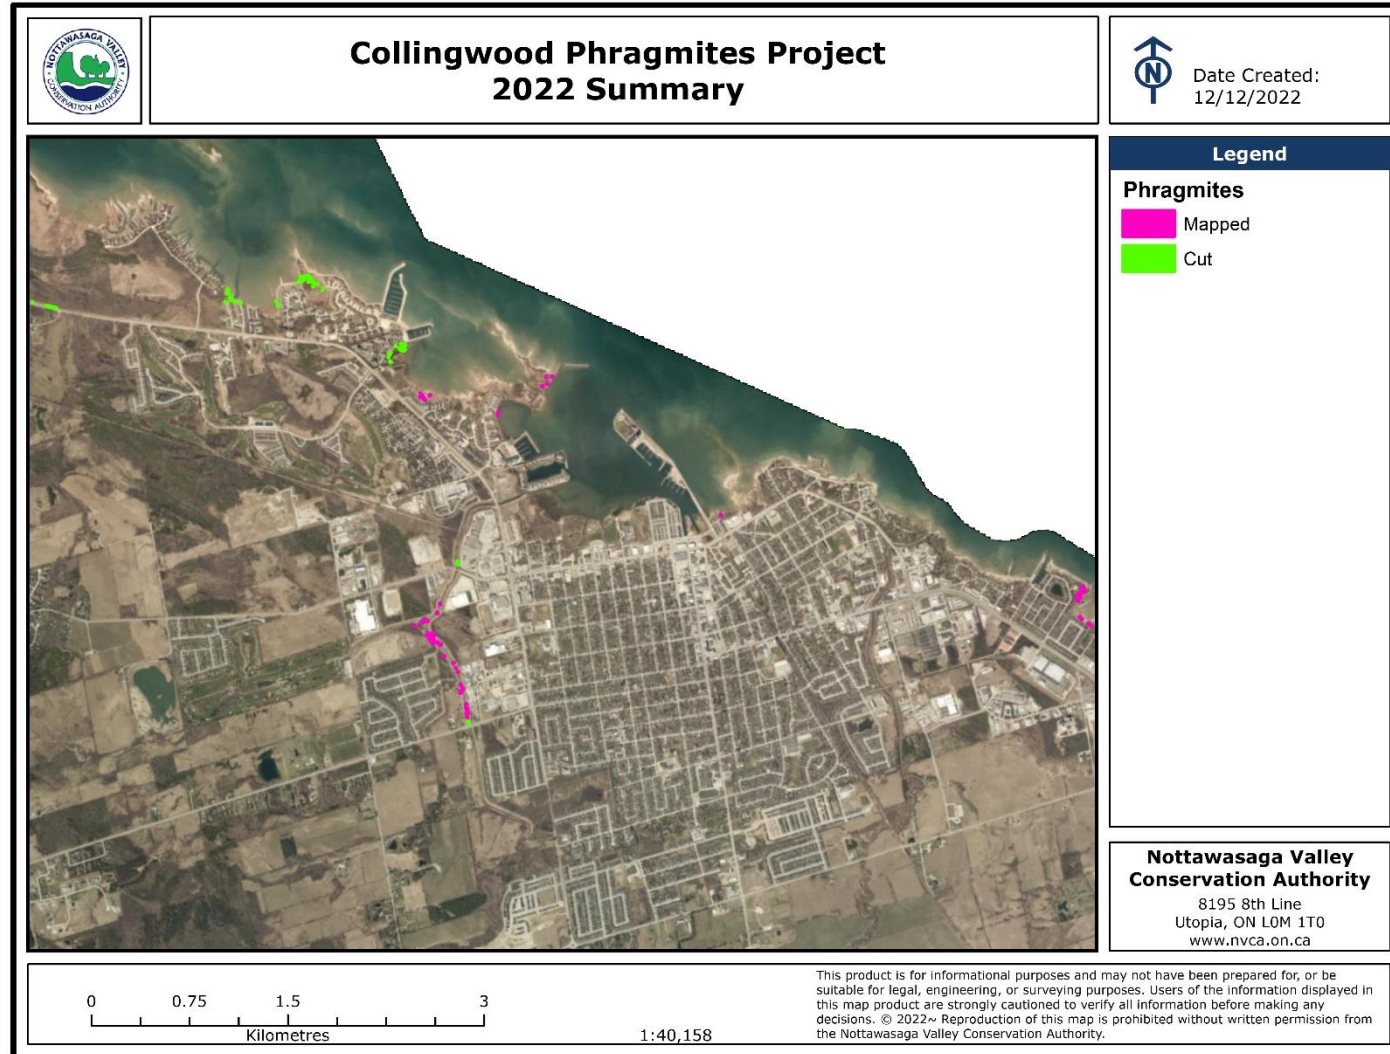 NOTTAWASAGA VALLEY
CONSERVATION AUTHORITY
Collingwood Phragmites Project
2022 Summary
N
Date Created:
12/12/2022
Legend
Phragmites
Mapped
Cut
Nottawasaga Valley
Conservation Authority
8195 8th Line
Utopia, ON L0M 1T0
www.nvca.on.ca
0 0.75 1.5 3
Kilometres
1:40,158
This product is for informational purposes and may not have been prepared for, or be
suitable for legal, engineering, or surveying purposes. Users of the information displayed in
this map product are strongly cautioned to verify all information before making any
decisions. © 2022~ Reproduction of this map is prohibited without written permission from
the Nottawasaga Valley Conservation Authority.